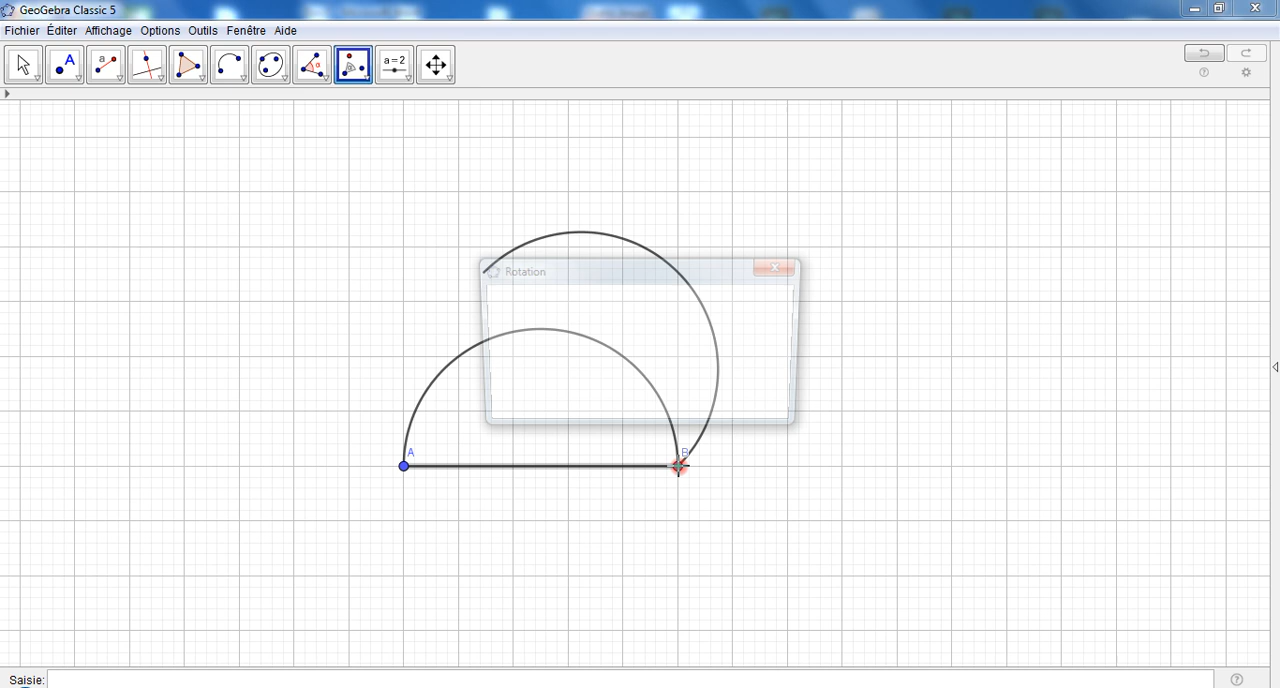 GeoGebra Classic 5
Fichier Éditer Affichage Options Outils Fenêtre Aide
A a α a=2
Rotation
A B
Saisie: